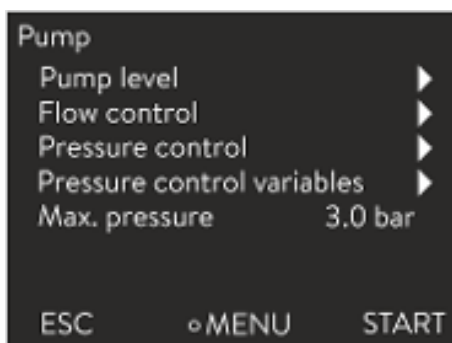 Pump
Pump level
Flow control
Pressure control
Pressure control variables
Max. pressure 3.0 bar
ESC MENU START